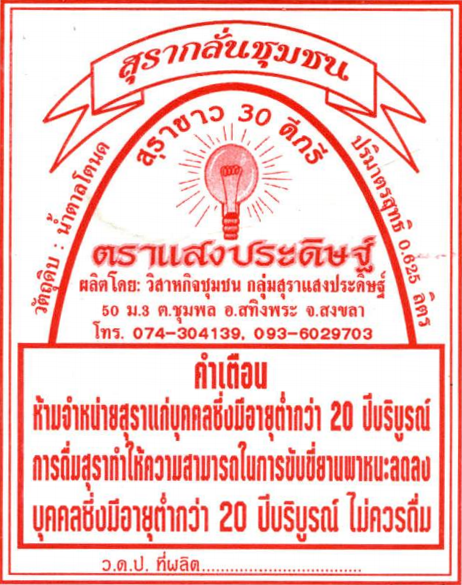 สุรากลั่นชุมชน
สุราขาว 30 ดีกรี
วัตถุดิบ : น้ำตาลโตนด
ปริมาตรสุทธิ 0.625 ลิตร
ตราแสงประดิษฐ์
ผลิตโดย: วิสาหกิจชุมชน กลุ่มสุราแสงประดิษฐ์
50 ม.3 ต.ชุมพล อ.สทิงพระ จ.สงขลา
โทร. 074-304139, 093-6029703
คำเตือน
ห้ามจำหน่ายสุราแก่บุคคลซึ่งมีอายุต่ำกว่า 20 ปีบริบูรณ์
การดื่มสุราทำให้ความสามารถในการขับขี่ยานพาหนะลดลง
บุคคลซึ่งมีอายุต่ำกว่า 20 ปีบริบูรณ์ ไม่ควรดื่ม
ว.ด.ป. ที่ผลิต................................